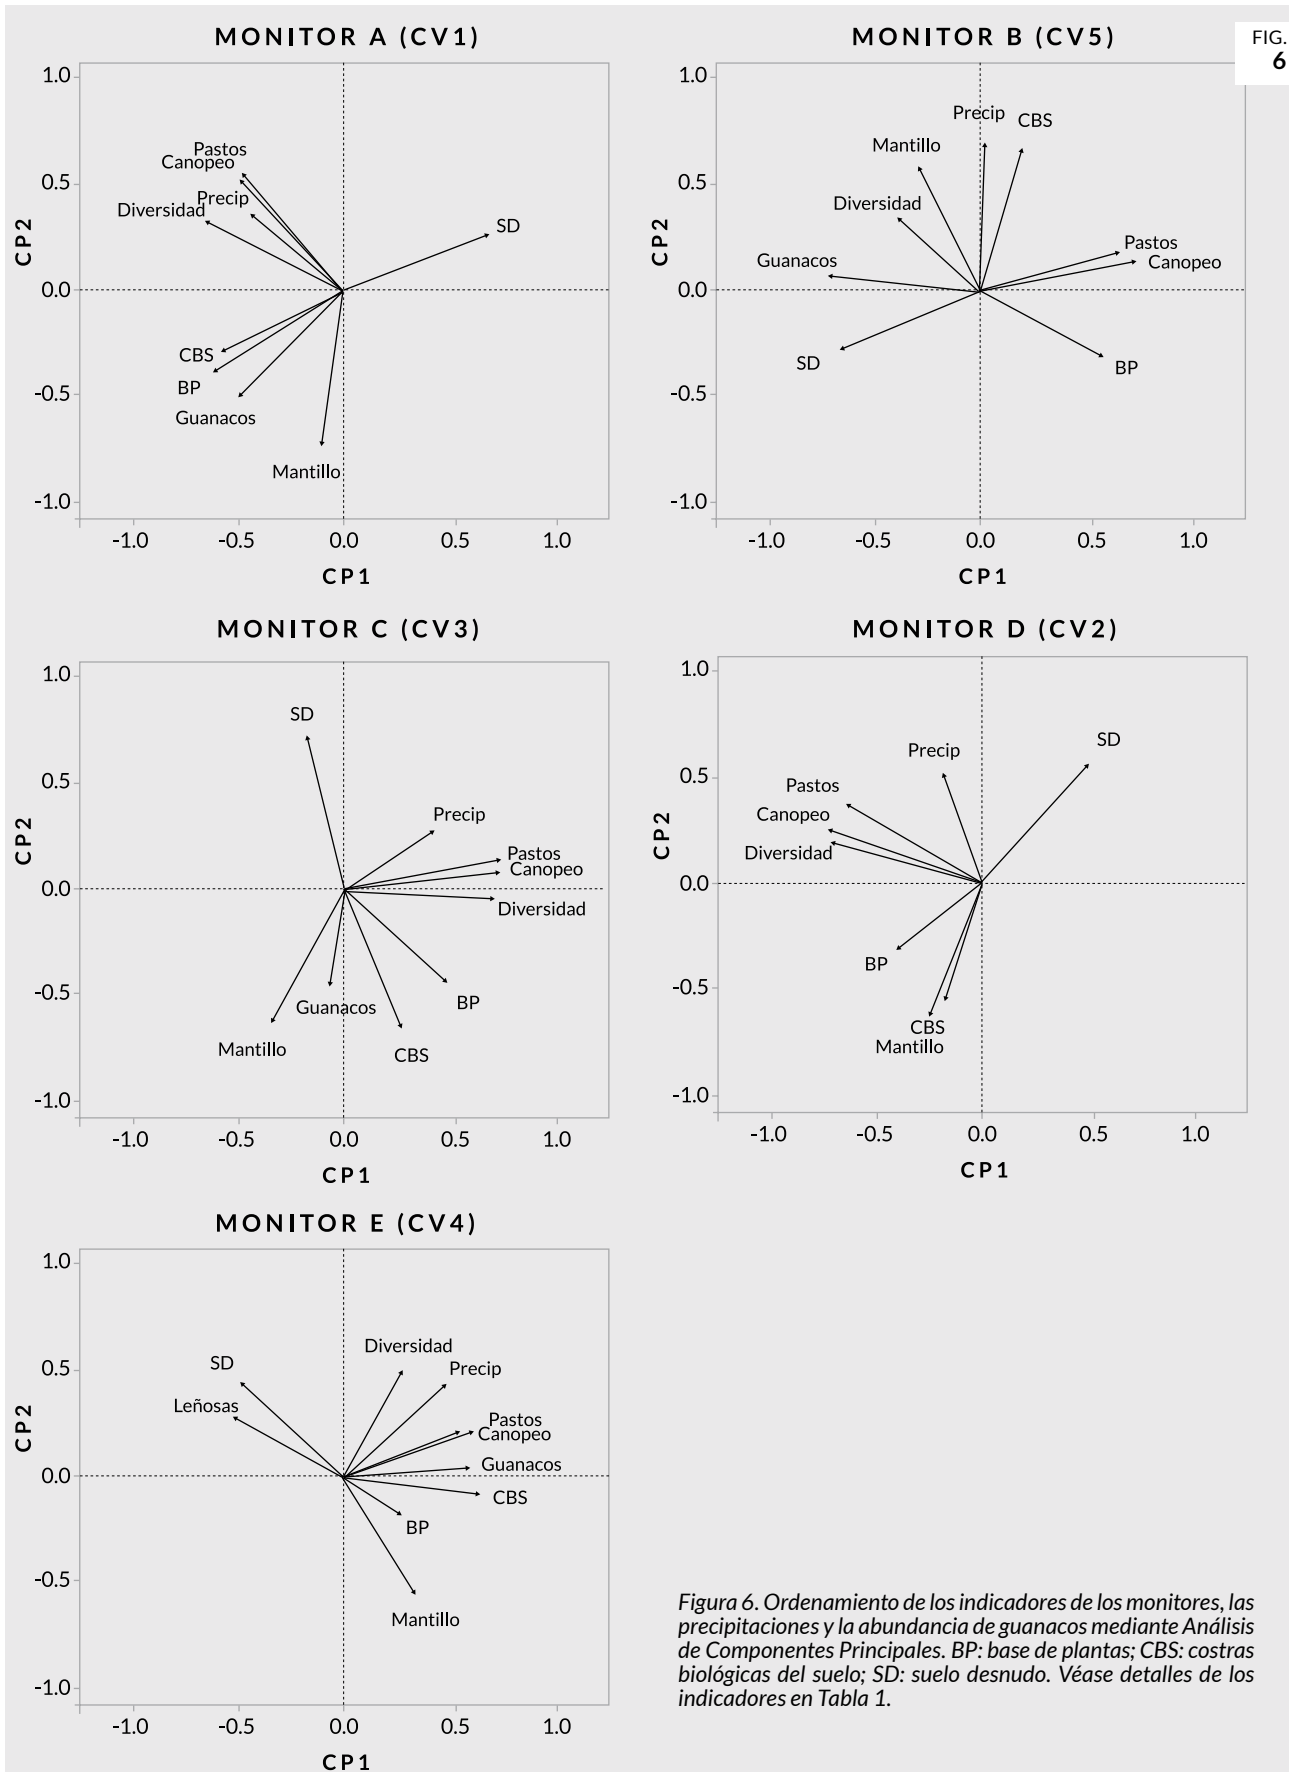 FIG.
6
MONITOR A (CV1)
CP2
1.0
0.5
0.0
-0.5
-1.0
Pastos
Canopeo
Precip
Diversidad
SD
CBS
BP
Guanacos
Mantillo
-1.0 -0.5 0.0 0.5 1.0
CP1
MONITOR B (CV5)
CP2
1.0
0.5
0.0
-0.5
-1.0
Precip
CBS
Mantillo
Diversidad
Pastos
Guanacos
Canopeo
SD
BP
-1.0 -0.5 0.0 0.5 1.0
CP1
MONITOR C (CV3)
CP2
1.0
0.5
0.0
-0.5
-1.0
SD
Precip
Pastos
Canopeo
Diversidad
BP
Guanacos
Mantillo
CBS
-1.0 -0.5 0.0 0.5 1.0
CP1
MONITOR D (CV2)
CP2
1.0
0.5
0.0
-0.5
-1.0
SD
Precip
Pastos
Canopeo
Diversidad
BP
CBS
Mantillo
-1.0 -0.5 0.0 0.5 1.0
CP1
MONITOR E (CV4)
CP2
1.0
0.5
0.0
-0.5
-1.0
Diversidad
SD
Precip
Leñosas
Pastos
Canopeo
Guanacos
CBS
BP
Mantillo
-1.0 -0.5 0.0 0.5 1.0
CP1
Figura 6. Ordenamiento de los indicadores de los monitores, las
precipitaciones y la abundancia de guanacos mediante Análisis
de Componentes Principales. BP: base de plantas; CBS: costras
biológicas del suelo; SD: suelo desnudo. Véase detalles de los
indicadores en Tabla 1.